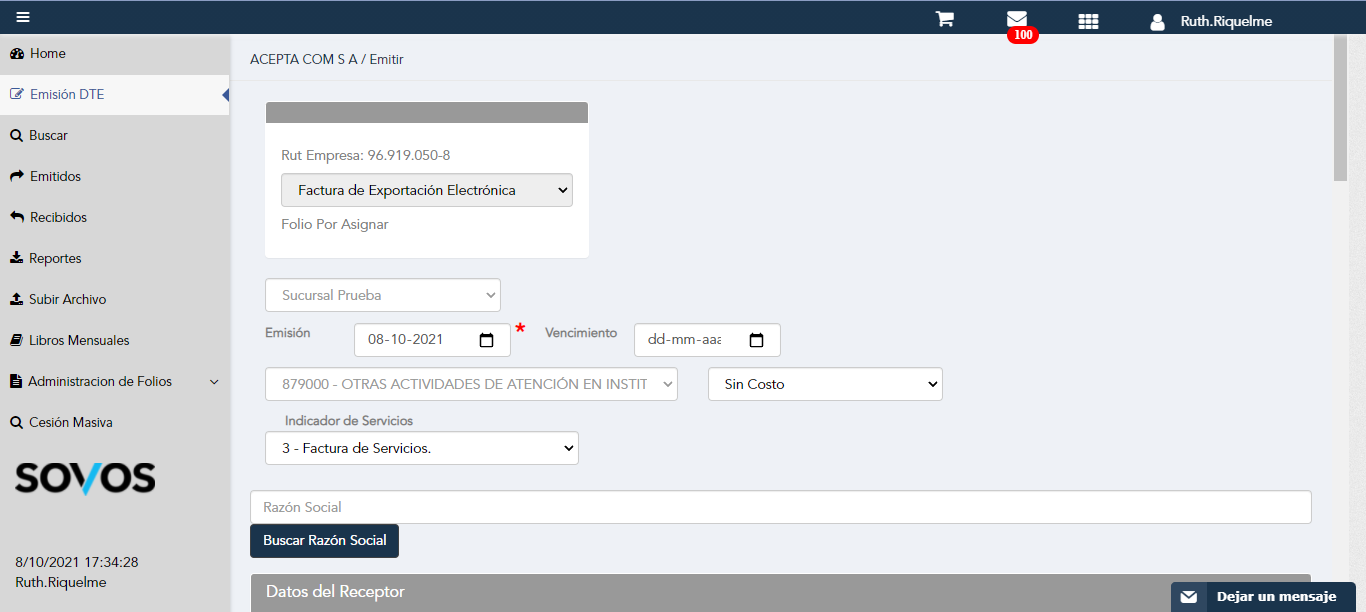 Ruth.Riquelme
100
Home
Emisión DTE
Buscar
Emitidos
Recibidos
Reportes
Subir Archivo
Libros Mensuales
Administracion de Folios
Cesión Masiva
SOVOS
8/10/2021 17:34:28
Ruth.Riquelme
ACEPTA COM S A / Emitir
Rut Empresa: 96.919.050-8
Factura de Exportación Electrónica
Folio Por Asignar
Sucursal Prueba
Emisión 08-10-2021 * Vencimiento dd-mm-aaa
879000 - OTRAS ACTIVIDADES DE ATENCIÓN EN INSTIT Sin Costo
Indicador de Servicios
3 - Factura de Servicios.
Razón Social
Buscar Razón Social
Datos del Receptor
Dejar un mensaje